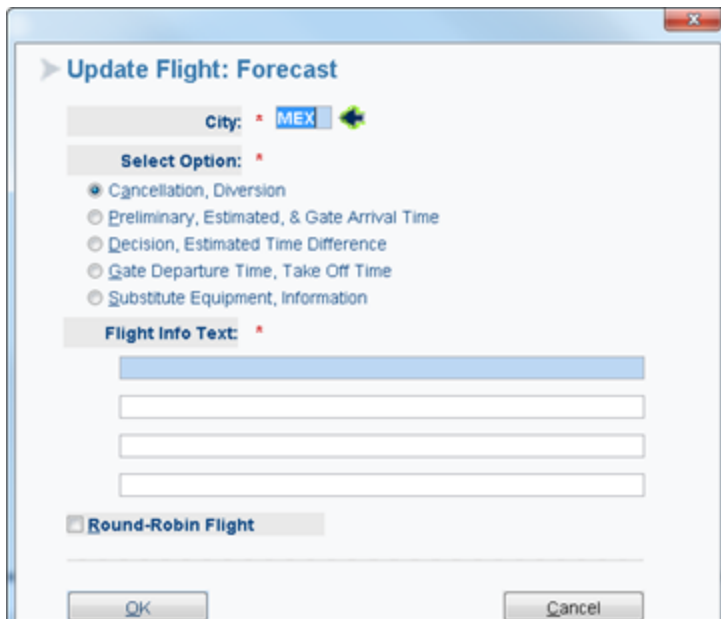 Update Flight: Forecast
City: * MEX
Select Option: *
Cancellation, Diversion
Preliminary, Estimated, & Gate Arrival Time
Decision, Estimated Time Difference
Gate Departure Time, Take Off Time
Substitute Equipment, Information
Flight Info Text: *
Round-Robin Flight
OK Cancel